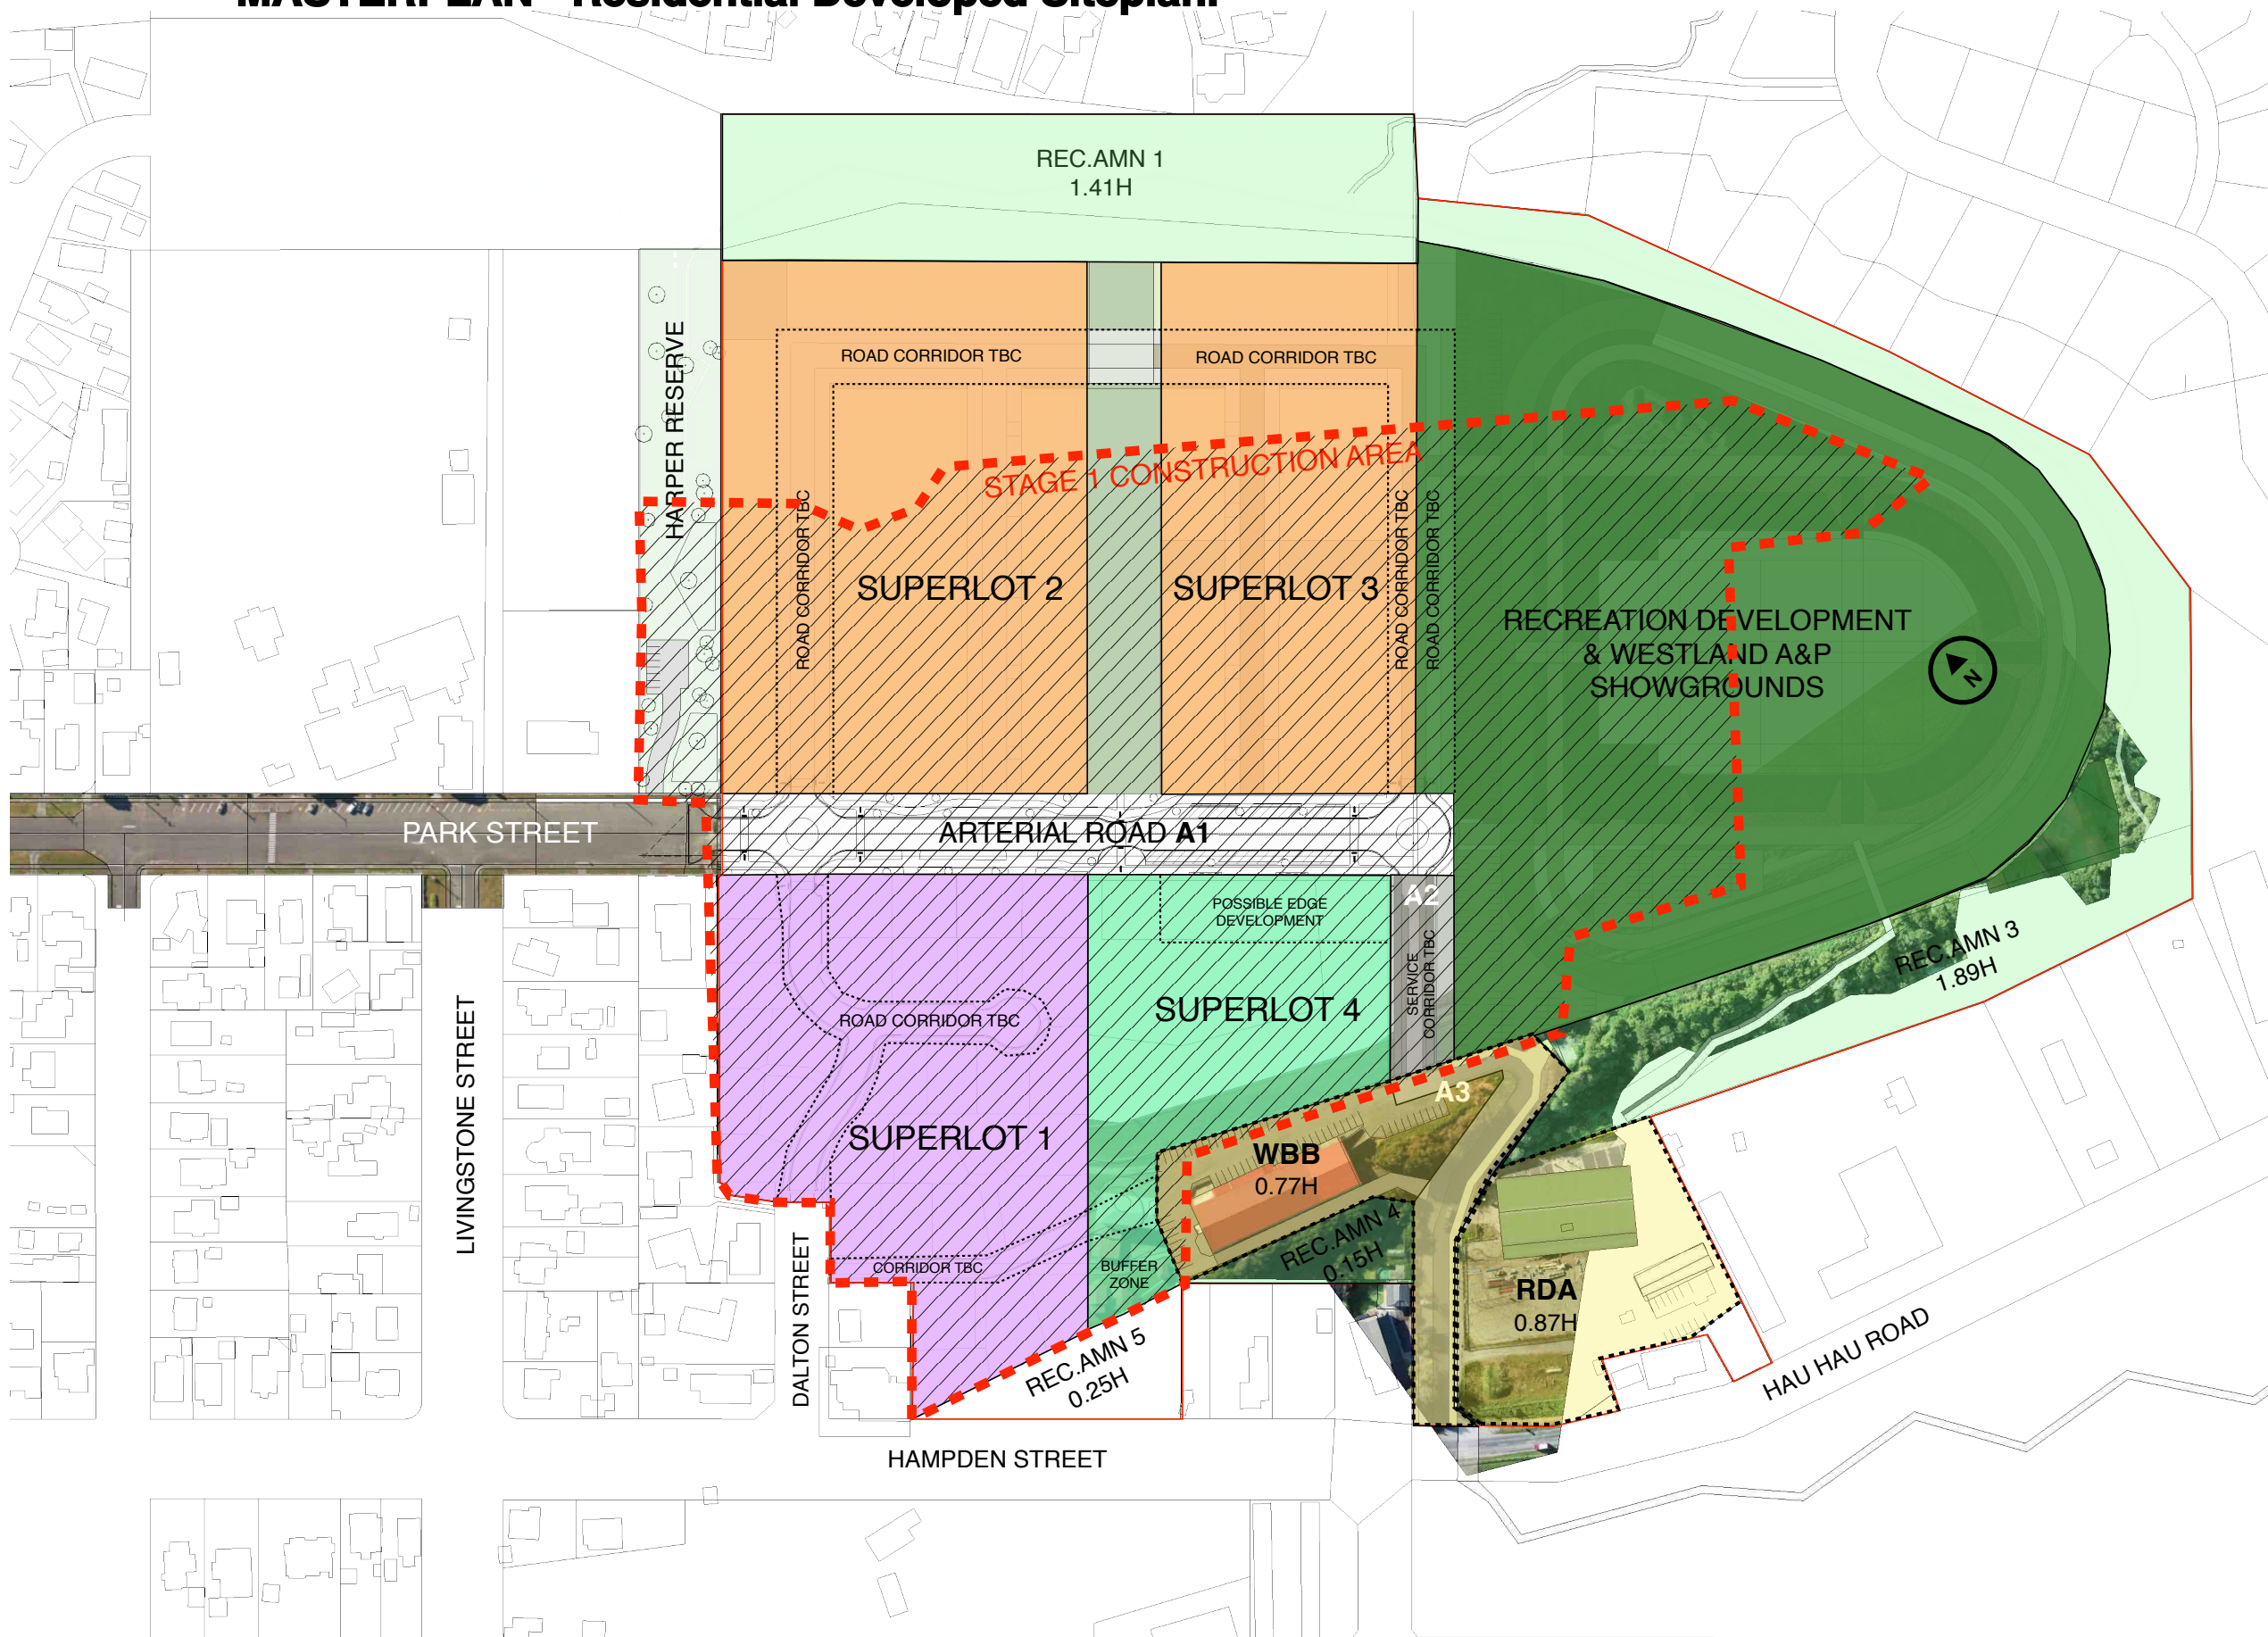 MASTERPLAN - Residential Developed Siteplan.
REC.AMN 1
1.41H
HARPER RESERVE
ROAD CORRIDOR TBC
ROAD CORRIDOR TBC
STAGE 1 CONSTRUCTION AREA
ROAD CORRIDOR TBC
ROAD CORRIDOR TBC
ROAD CORRIDOR TBC
SUPERLOT 2
SUPERLOT 3
RECREATION DEVELOPMENT
& WESTLAND A&P
SHOWGROUNDS
N
PARK STREET
ARTERIAL ROAD A1
A2
POSSIBLE EDGE
DEVELOPMENT
SERVICE
CORRIDOR TBC
REC.AMN 3
1.89H
LIVINGSTONE STREET
ROAD CORRIDOR TBC
SUPERLOT 4
SUPERLOT 1
A3
WBB
0.77H
REC.AMN 4
0.15H
DALTON STREET
CORRIDOR TBC
BUFFER
ZONE
RDA
0.87H
REC.AMN 5
0.25H
HAU HAU ROAD
HAMPDEN STREET